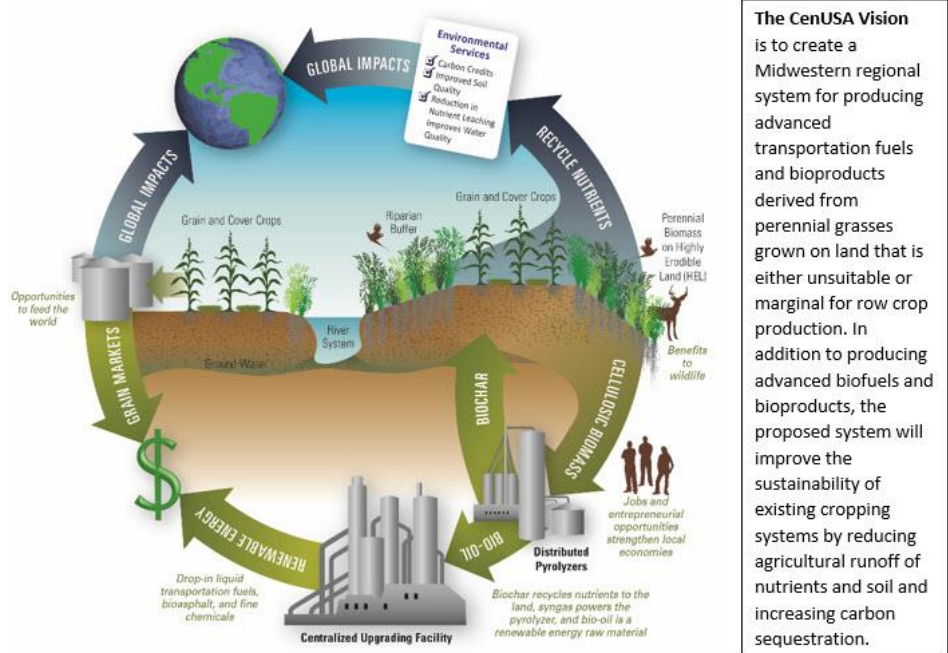 Environmental
Services
Carbon Credits
Improved Soil
Quality
Reduction in
Nutrient Leaching
Improves Water
Quality
GLOBAL IMPACTS
GLOBAL IMPACTS
RECYCLE NUTRIENTS
Grain and Cover Crops
Riparian
Buffer
Grain and Cover Crops
Perennial
Biomass
on Highly
Erodible
Land (HEL)
Opportunities
to feed the
world
River
System
Ground Water
Benefits
to
wildlife
GRAIN MARKETS
BIOCHAR
CELLULOSIC BIOMASS
$
Jobs and
entrepreneurial
opportunities
strengthen local
economies
RENEWABLE ENERGY
BIO-OIL
Distributed
Pyrolyzers
Drop-in liquid
transportation fuels,
bioasphalt, and fine
chemicals
Biochar recycles nutrients to the
land, syngas powers the
pyrolyzer, and bio-oil is a
renewable energy raw material
Centralized Upgrading Facility
The CenUSA Vision
is to create a
Midwestern regional
system for producing
advanced
transportation fuels
and bioproducts
derived from
perennial grasses
grown on land that is
either unsuitable or
marginal for row crop
production. In
addition to producing
advanced biofuels and
bioproducts, the
proposed system will
improve the
sustainability of
existing cropping
systems by reducing
agricultural runoff of
nutrients and soil and
increasing carbon
sequestration.